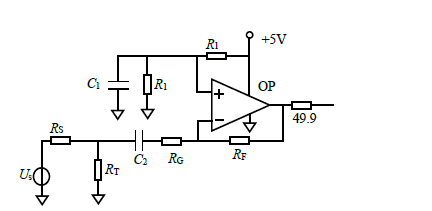 R1 +5V
C1 R1 + OP
49.9
RS −
RT C2 RG RF
Us